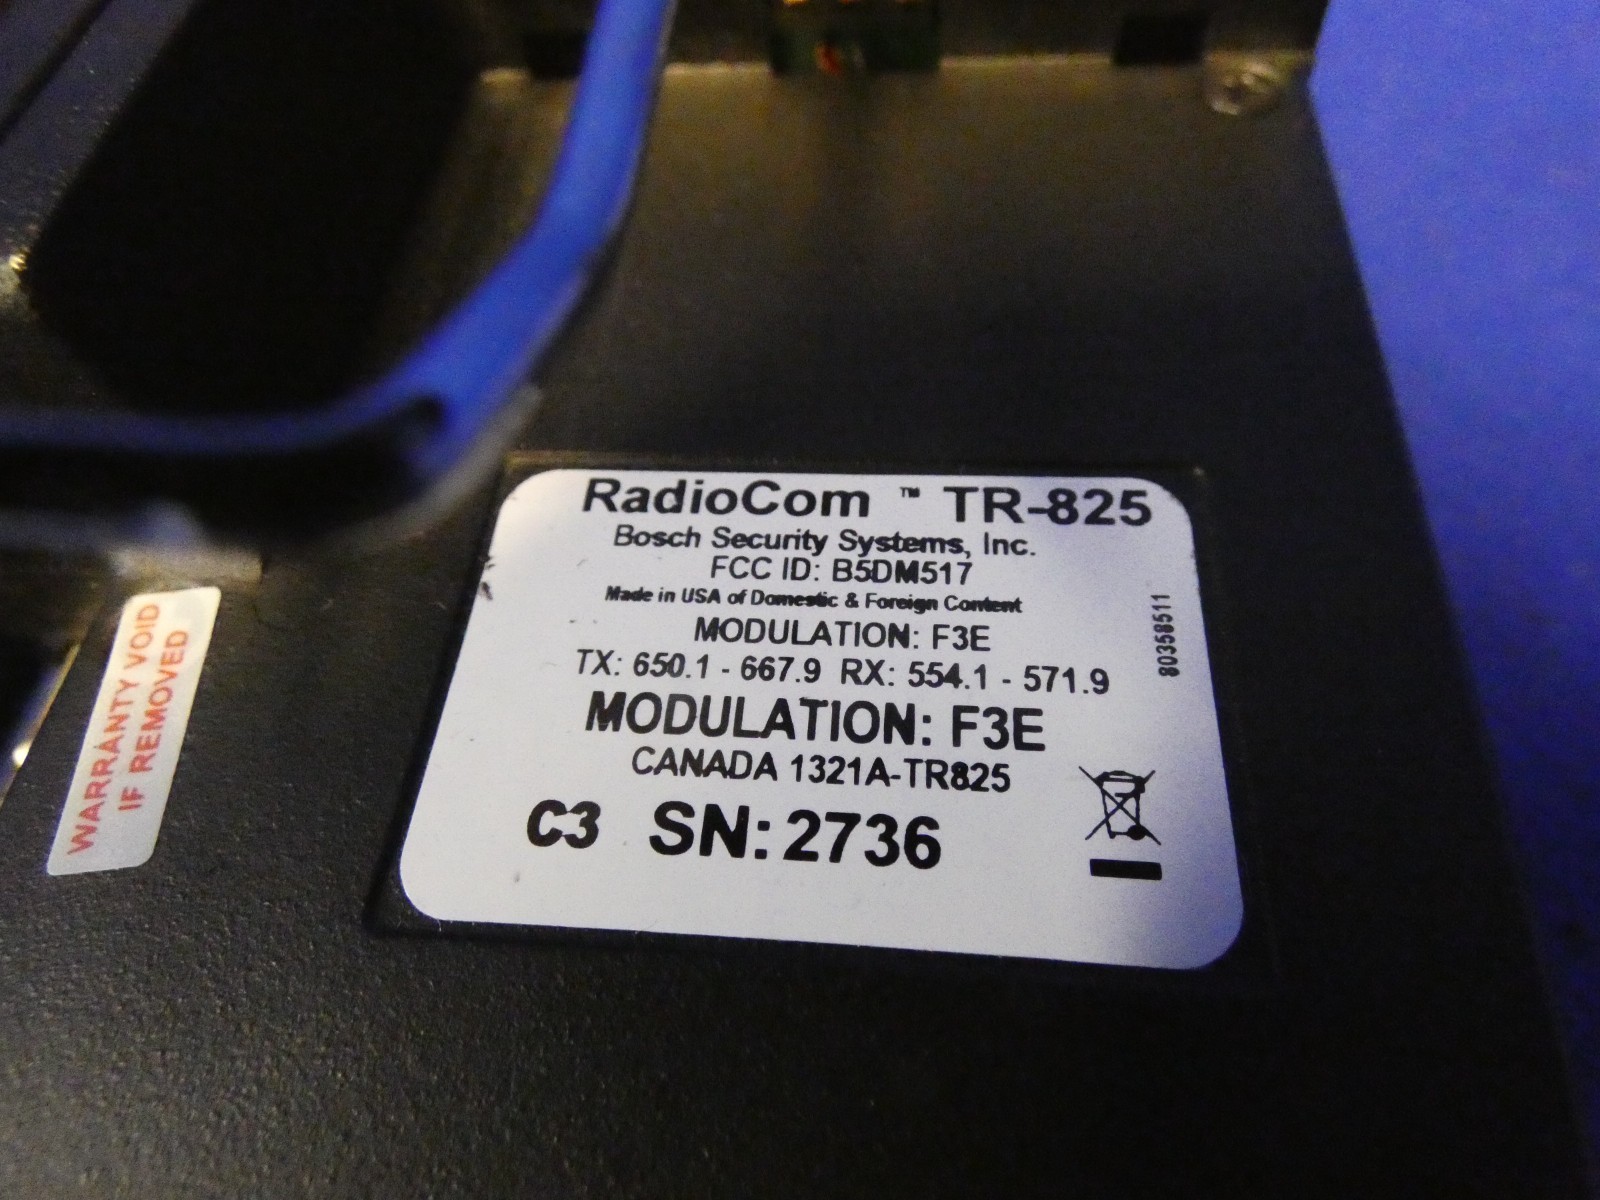 RadioCom ™ TR-825
Bosch Security Systems, Inc.
FCC ID: B5DM517
Made in USA of Domestic & Foreign Content
MODULATION: F3E
TX: 650.1 - 667.9 RX: 554.1 - 571.9
MODULATION: F3E
CANADA 1321A-TR825
C3 SN: 2736
80358511
WARRANTY VOID
IF REMOVED